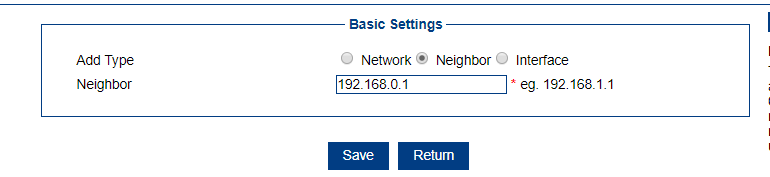 Basic Settings
Add Type Network Neighbor Interface
Neighbor 192.168.0.1 * eg. 192.168.1.1
Save Return